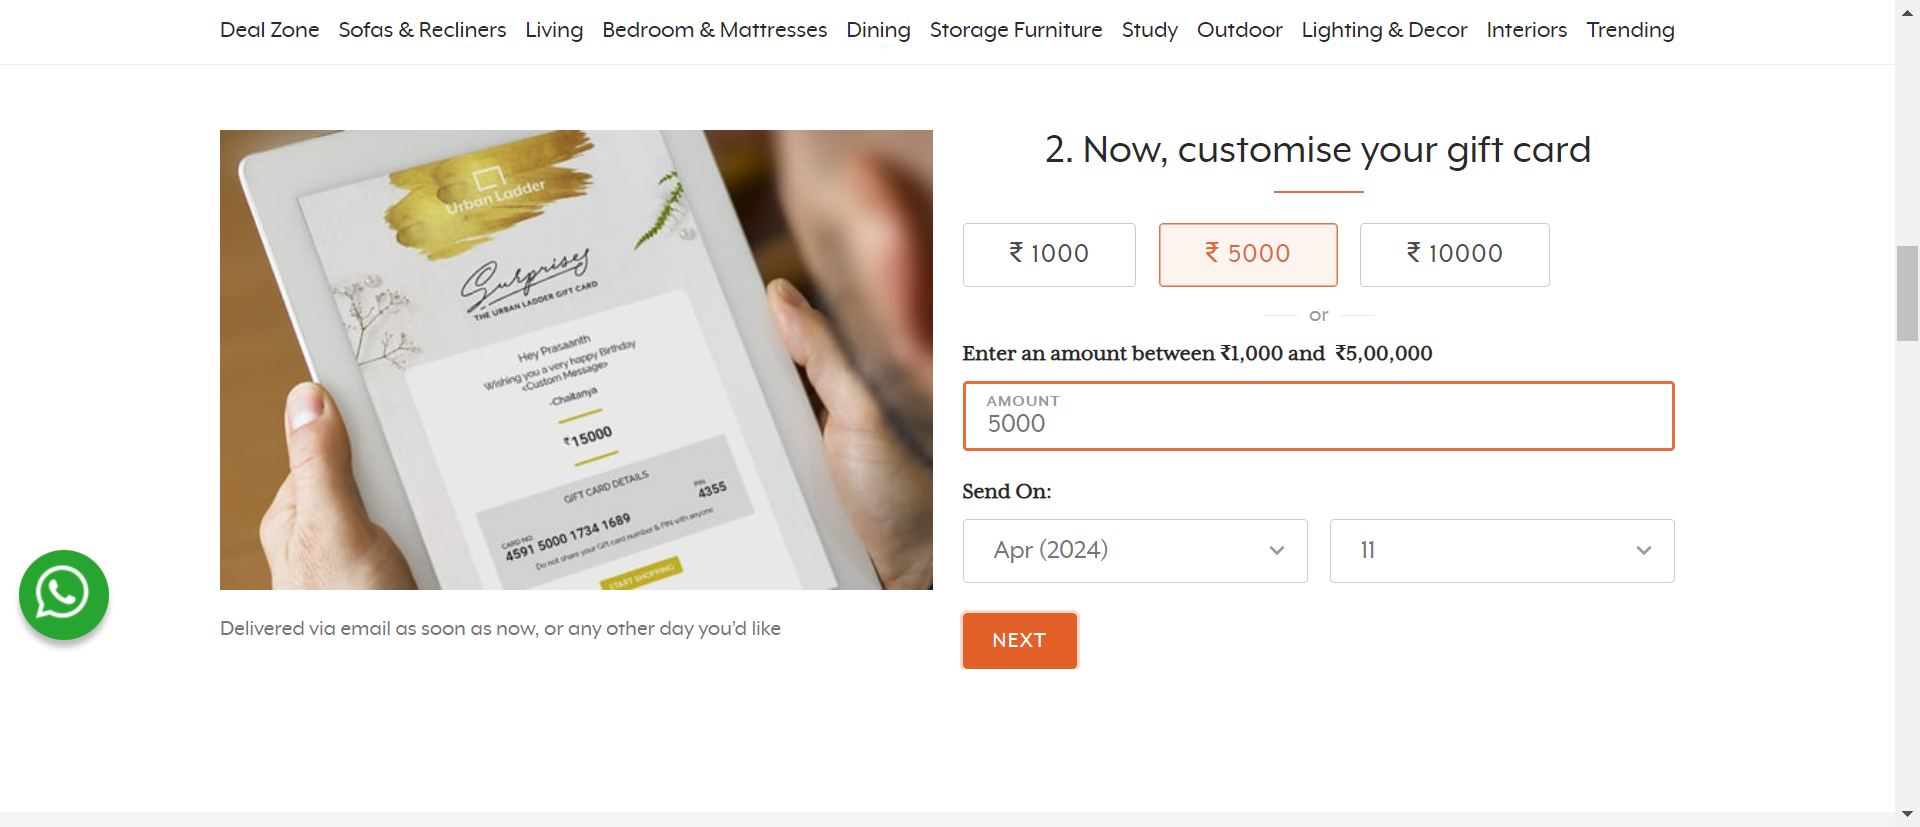 Deal Zone Sofas & Recliners Living Bedroom & Mattresses Dining Storage Furniture Study Outdoor Lighting & Decor Interiors Trending
Urban Ladder
Surprises
THE URBAN LADDER GIFT CARD
Hey Prasaanth
Wishing you a very happy Birthday
<Custom Message>
-Chaitanya
₹15000
GIFT CARD DETAILS
CARD NO.
4591 5000 1734 1689
PIN
4355
Do not share your Gift card number & PIN with anyone
START SHOPPING
Delivered via email as soon as now, or any other day you’d like
2. Now, customise your gift card
₹ 1000 ₹ 5000 ₹ 10000
or
Enter an amount between ₹1,000 and ₹5,00,000
AMOUNT
5000
Send On:
Apr (2024) 11
NEXT